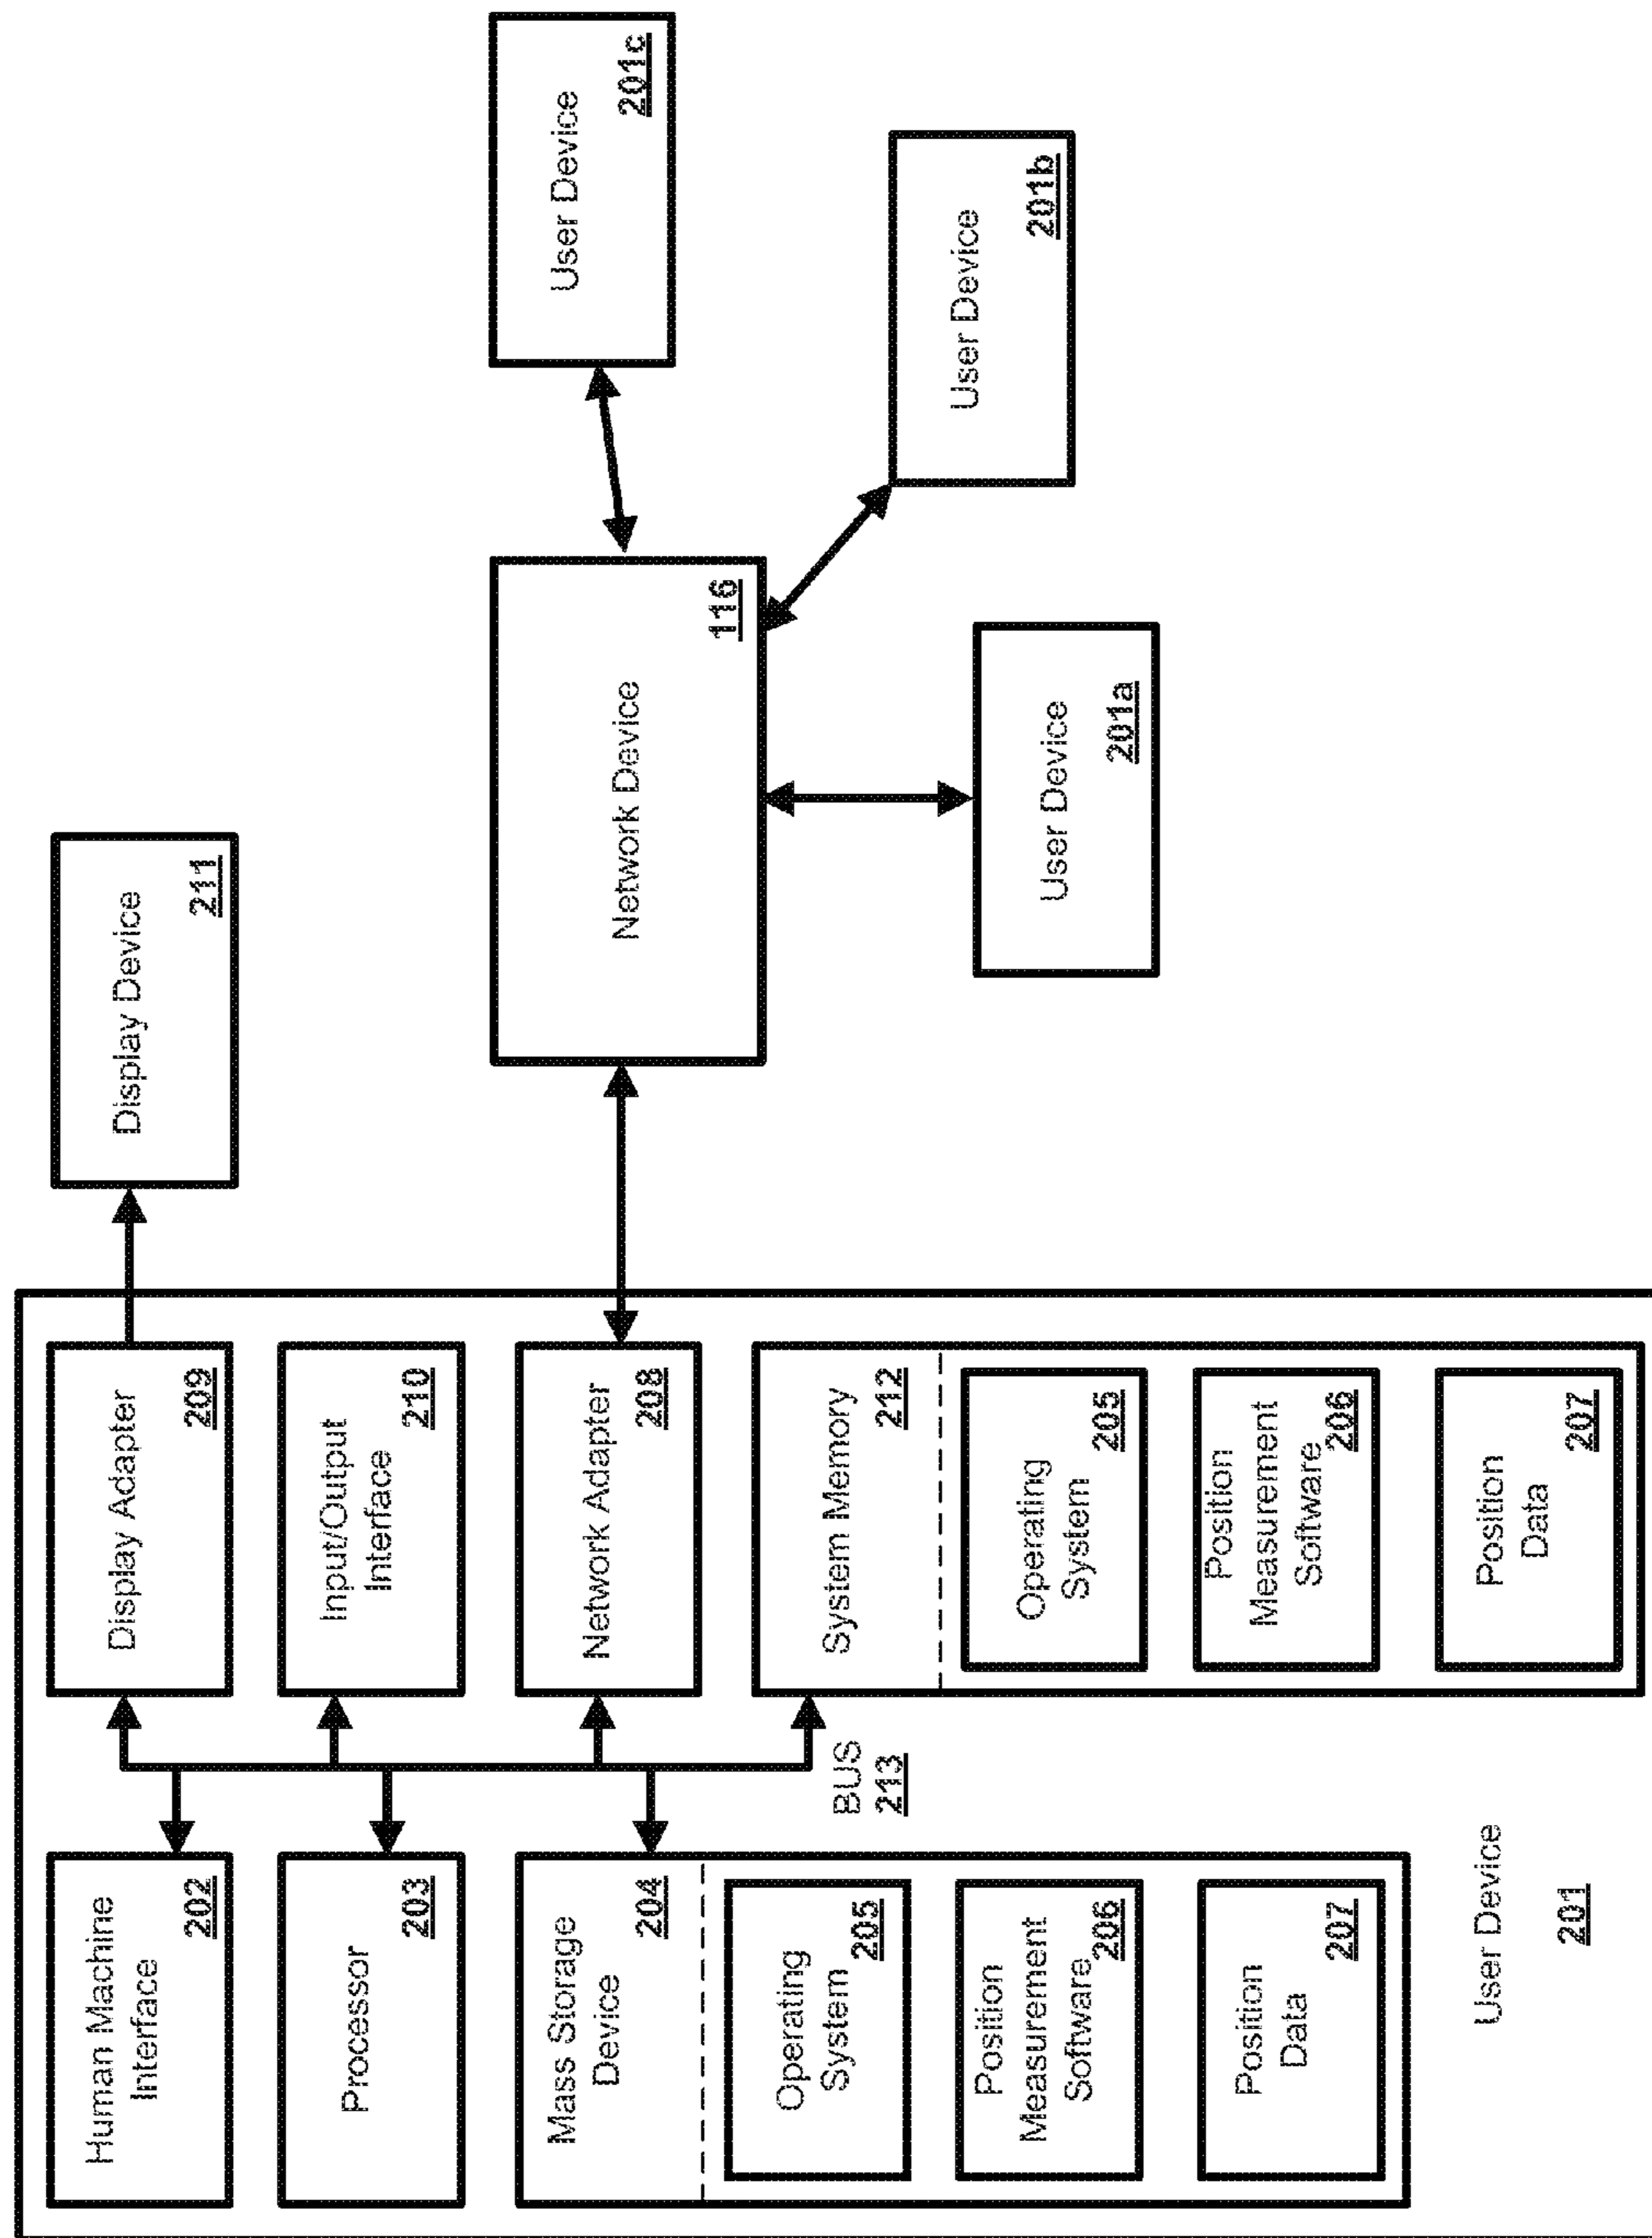 Human Machine
Interface
202
Processor
203
Mass Storage
Device
204
Operating
System
205
Position
Measurement
Software
206
Position
Data
207
Display Adapter
209
Input/Output
Interface
210
Network Adapter
208
System Memory
212
Operating
System
205
Position
Measurement
Software
206
Position
Data
207
BUS
213
User Device
201
Display Device
211
Network Device
116
User Device
201a
User Device
201b
User Device
201c